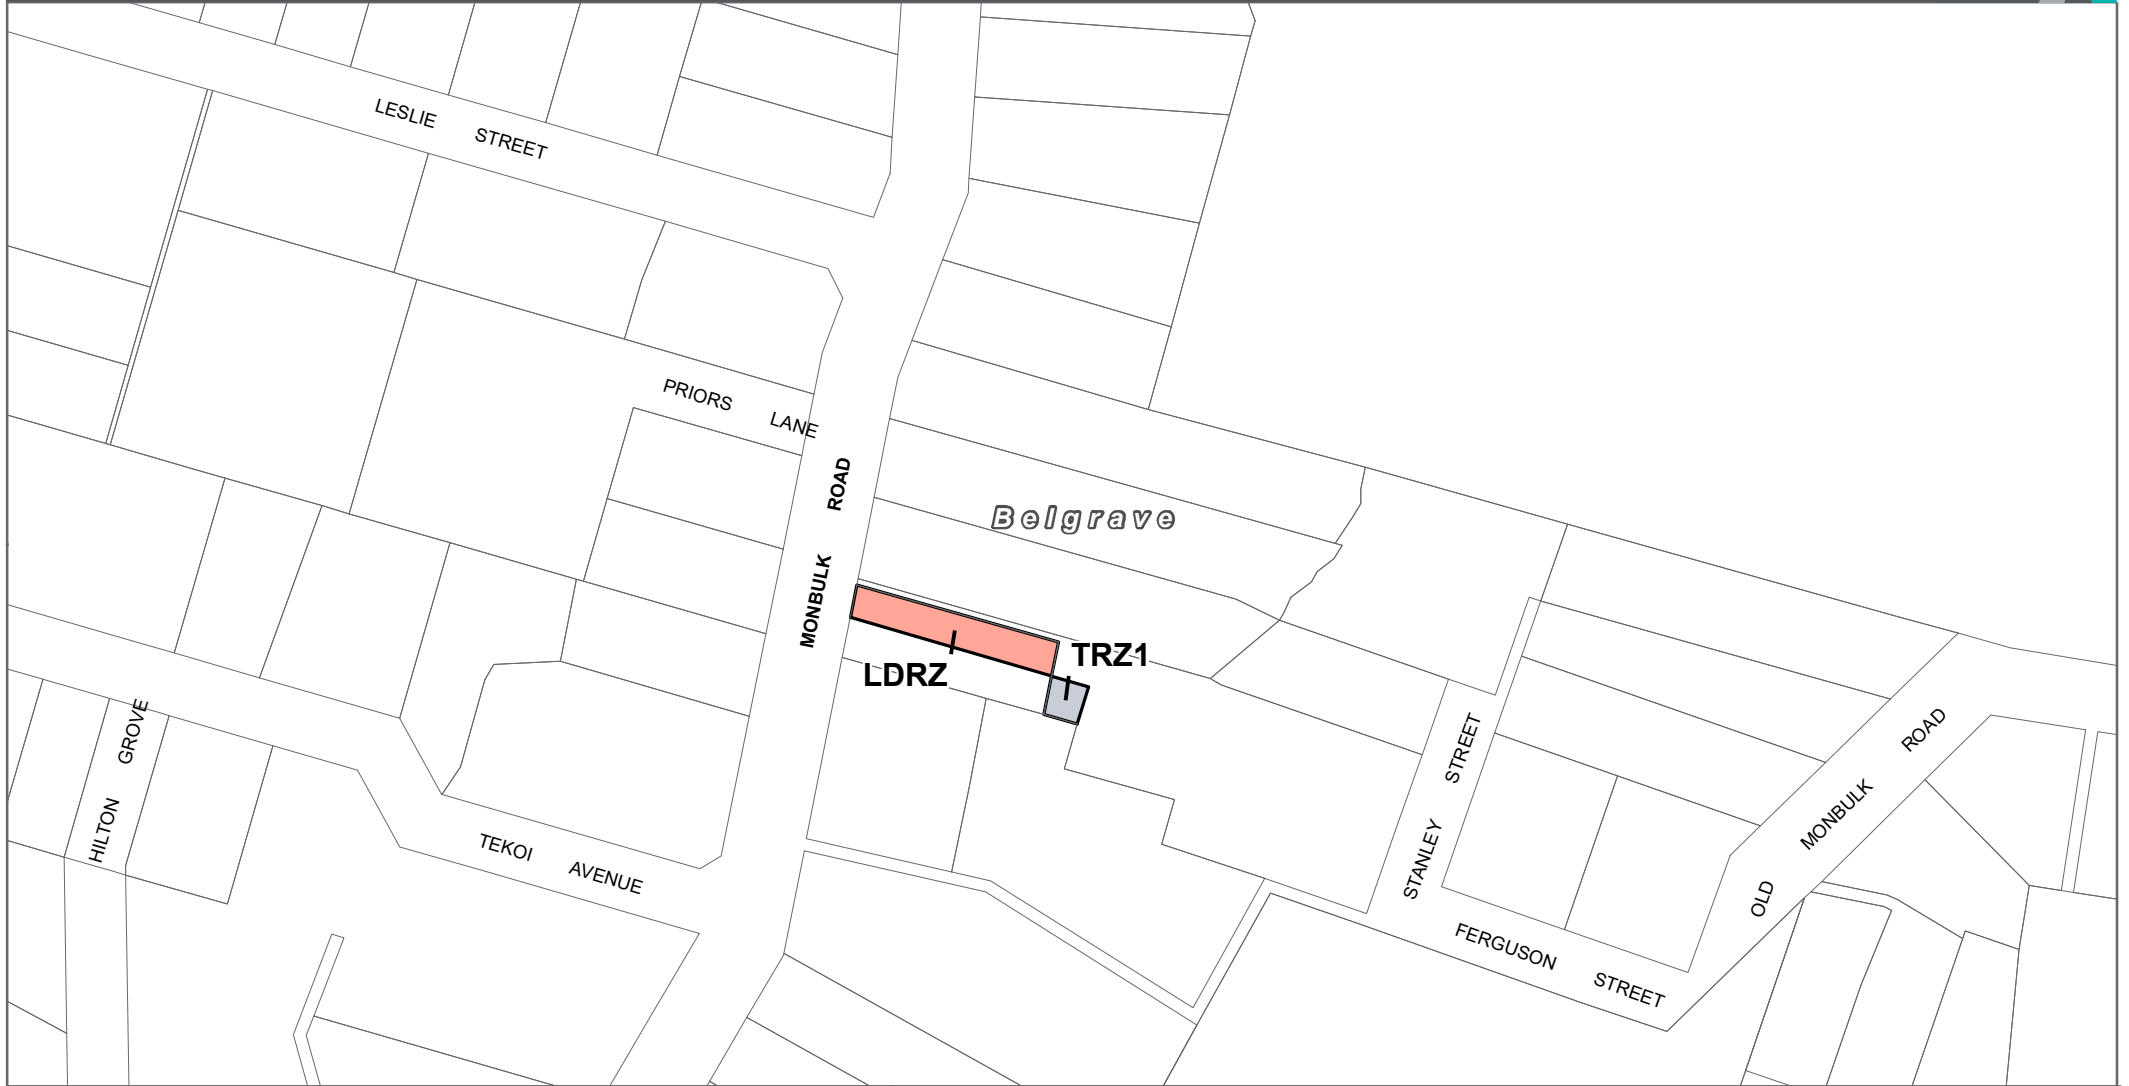 LESLIE STREET
PRIORS LANE
MONBULK ROAD
Belgrave
TRZ1
LDRZ
HILTON GROVE
TEKOI AVENUE
STANLEY STREET
OLD MONBULK ROAD
FERGUSON STREET